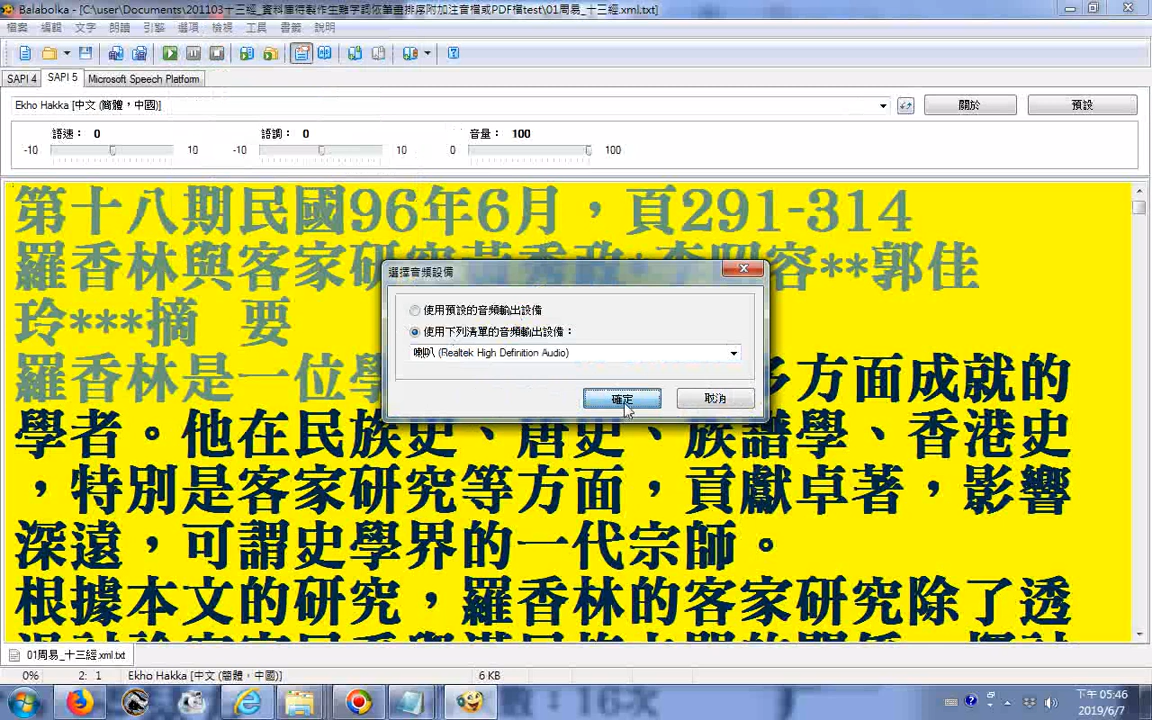 Balabolka - [C:\user\Documents\201103十三經_資料庫待製作生難字詞依筆畫排序附加注音檔或PDF檔test\01周易_十三經.xml.txt]
檔案 編輯 文字 朗讀 引擎 選項 檢視 工具 書籤 說明
SAPI 4 SAPI 5 Microsoft Speech Platform
Ekho Hakka [中文 (簡體，中國)] 關於 預設
語速： 0 語調： 0 音量： 100
-10 10 -10 10 0 100
第十八期民國96年6月，頁291-314
羅香林與客家研究黃秀政*李昭容**郭佳
玲***摘 要
羅香林是一位學 多方面成就的
學者。他在民族史、唐史、族譜學、香港史
，特別是客家研究等方面，貢獻卓著，影響
深遠，可謂史學界的一代宗師。
根據本文的研究，羅香林的客家研究除了透
選擇音頻設備
使用預設的音頻輸出設備
使用下列清單的音頻輸出設備：
喇叭 (Realtek High Definition Audio)
確定 取消
01周易_十三經.xml.txt
0% 2: 1 Ekho Hakka [中文 (簡體，中國)] 6 KB
下午 05:46
2019/6/7